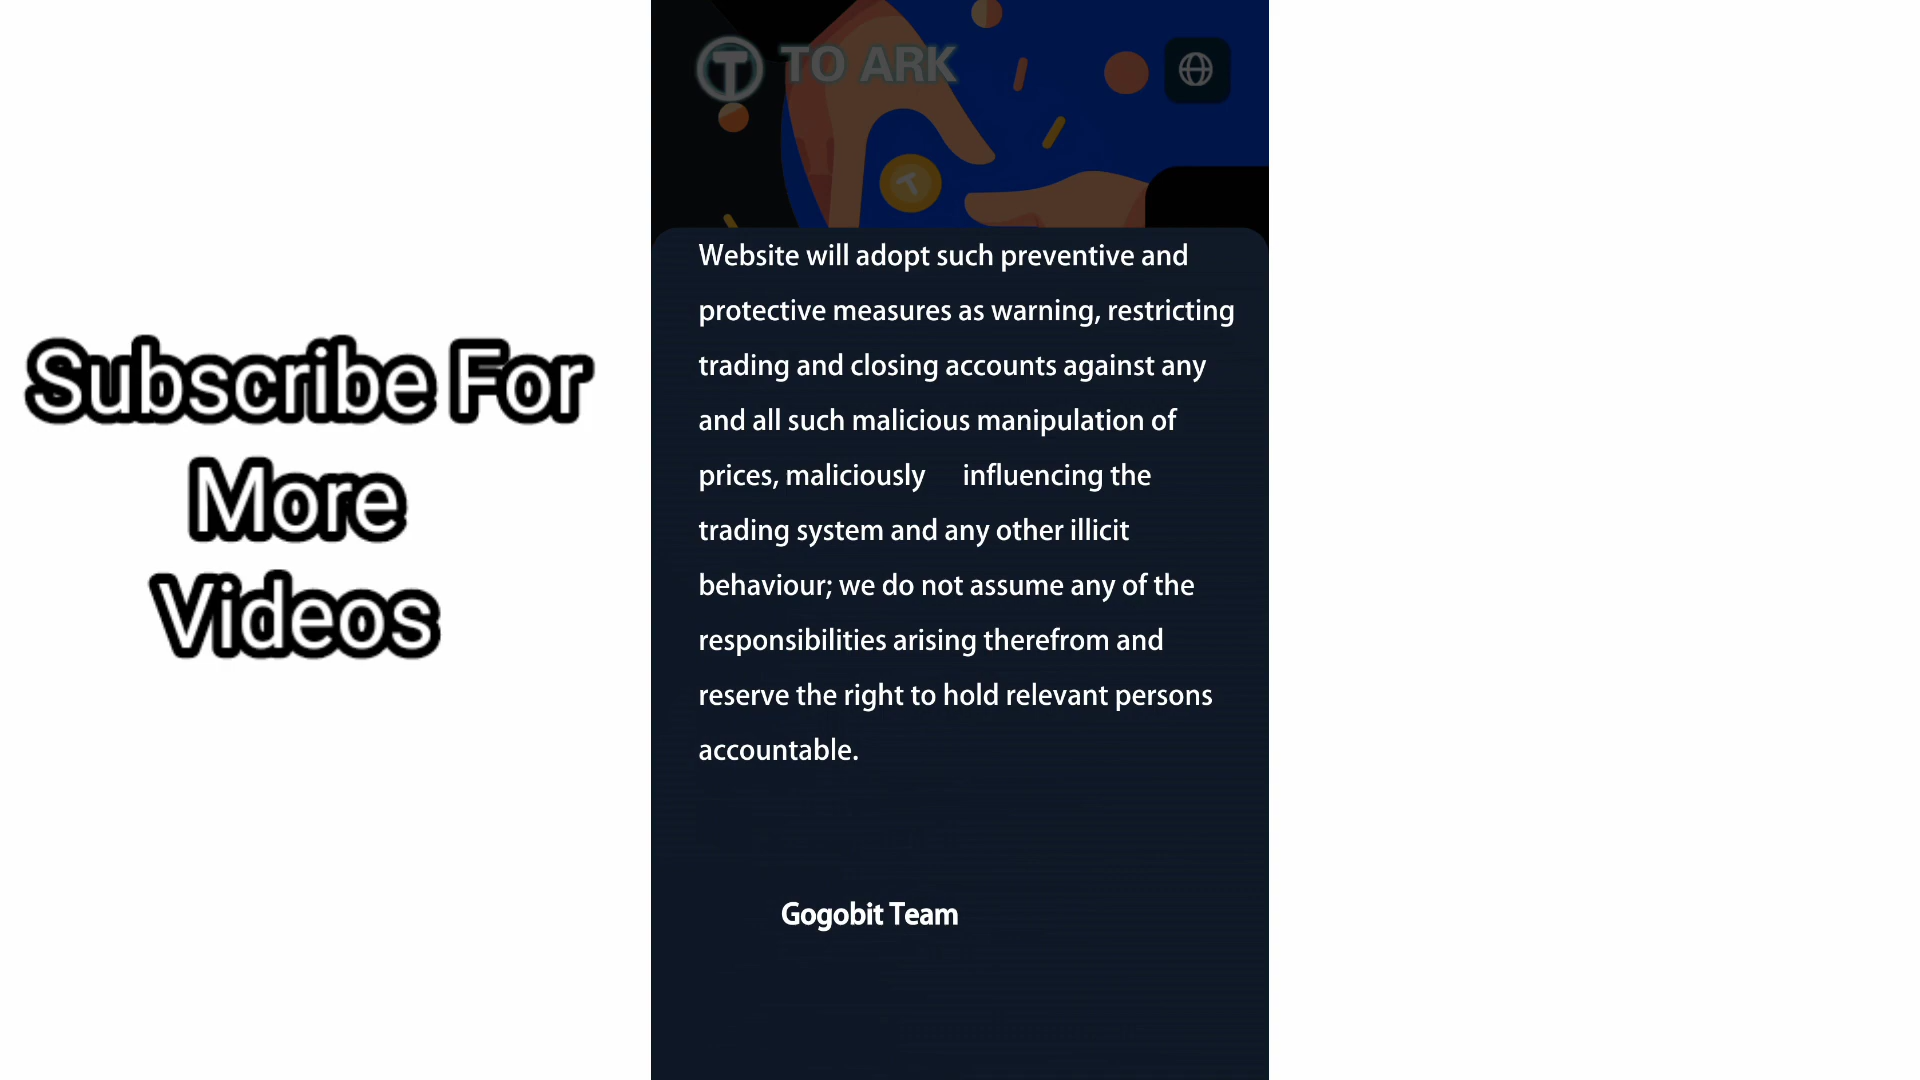 Subscribe For
More
Videos
TO ARK
Website will adopt such preventive and
protective measures as warning, restricting
trading and closing accounts against any
and all such malicious manipulation of
prices, maliciously influencing the
trading system and any other illicit
behaviour; we do not assume any of the
responsibilities arising therefrom and
reserve the right to hold relevant persons
accountable.
Gogobit Team